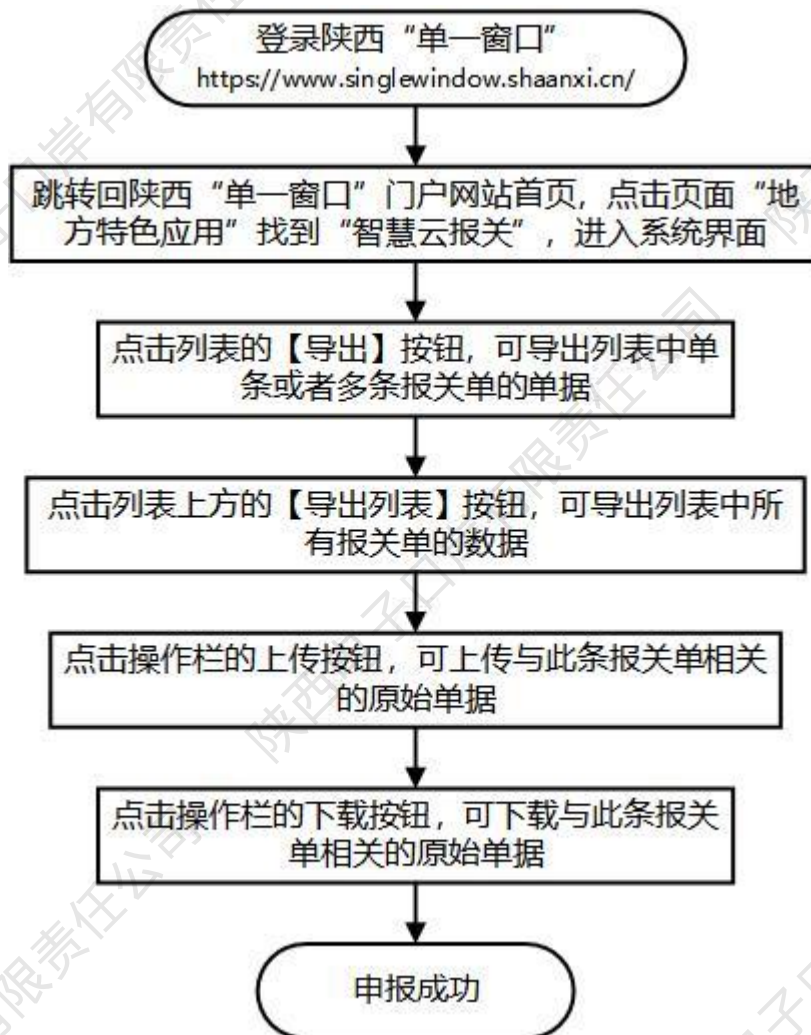 登录陕西“单一窗口”
https://www.singlewindow.shaanxi.cn/
跳转回陕西“单一窗口”门户网站首页，点击页面“地
方特色应用”找到“智慧云报关”，进入系统界面
点击列表的【导出】按钮，可导出列表中单
条或者多条报关单的单据
点击列表上方的【导出列表】按钮，可导出列表中所
有报关单的数据
点击操作栏的上传按钮，可上传与此条报关单相关
的原始单据
点击操作栏的下载按钮，可下载与此条报关
单相关的原始单据
申报成功